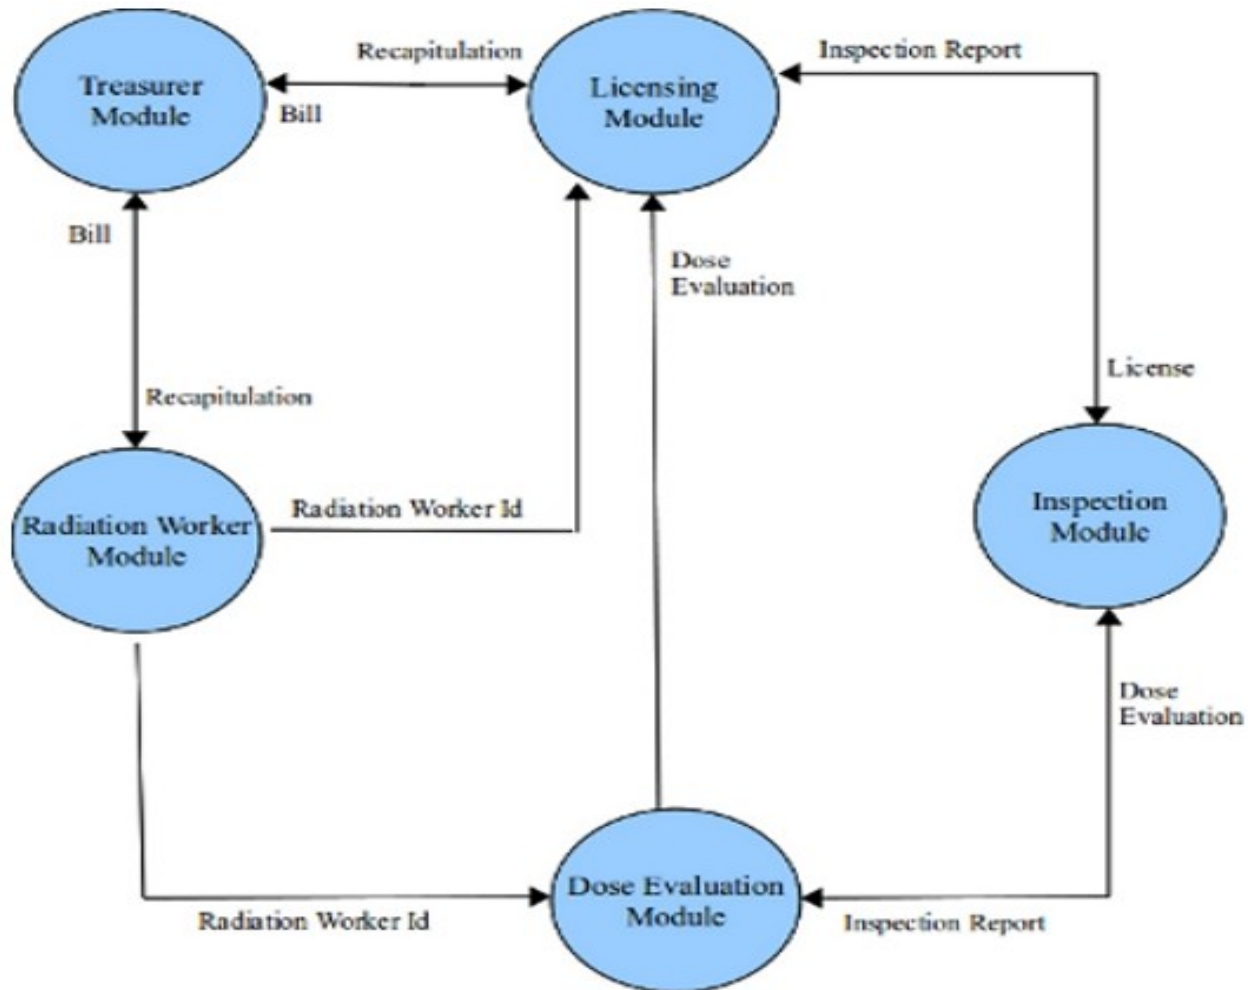 Treasurer
Module
Recapitulation
Bill
Licensing
Module
Inspection Report
Bill
Dose
Evaluation
License
Recapitulation
Radiation Worker
Module
Radiation Worker Id
Inspection
Module
Dose
Evaluation
Dose Evaluation
Module
Radiation Worker Id
Inspection Report